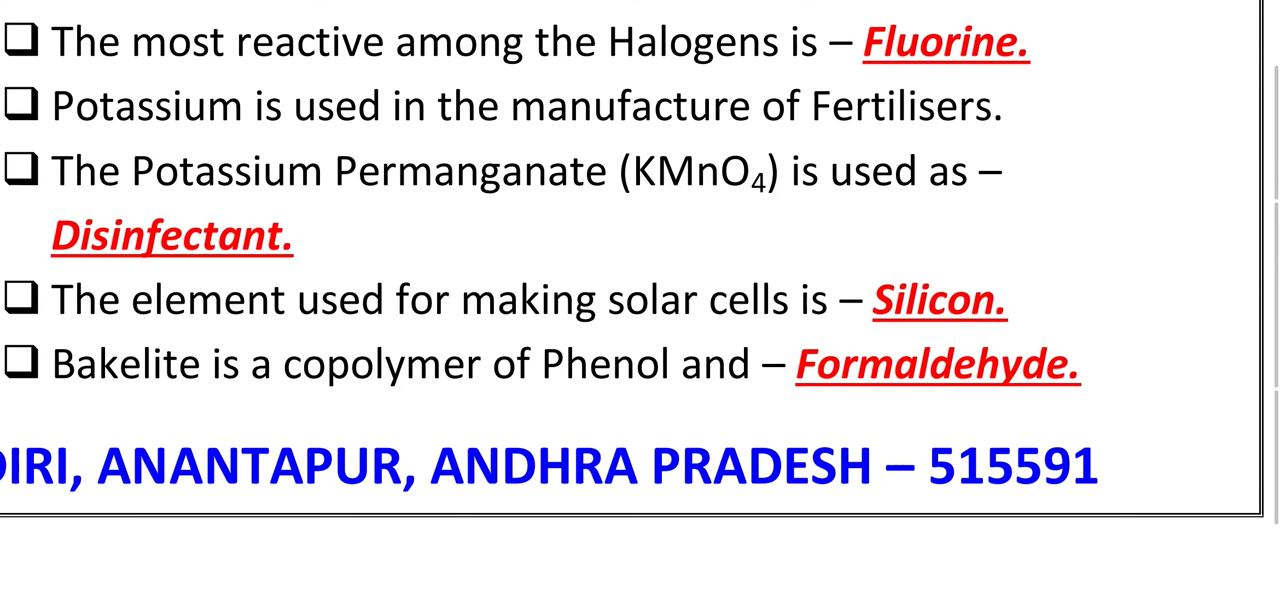 ❑ The most reactive among the Halogens is – Fluorine.
❑ Potassium is used in the manufacture of Fertilisers.
❑ The Potassium Permanganate (KMnO₄) is used as –
Disinfectant.
❑ The element used for making solar cells is – Silicon.
❑ Bakelite is a copolymer of Phenol and – Formaldehyde.
IRI, ANANTAPUR, ANDHRA PRADESH – 515591